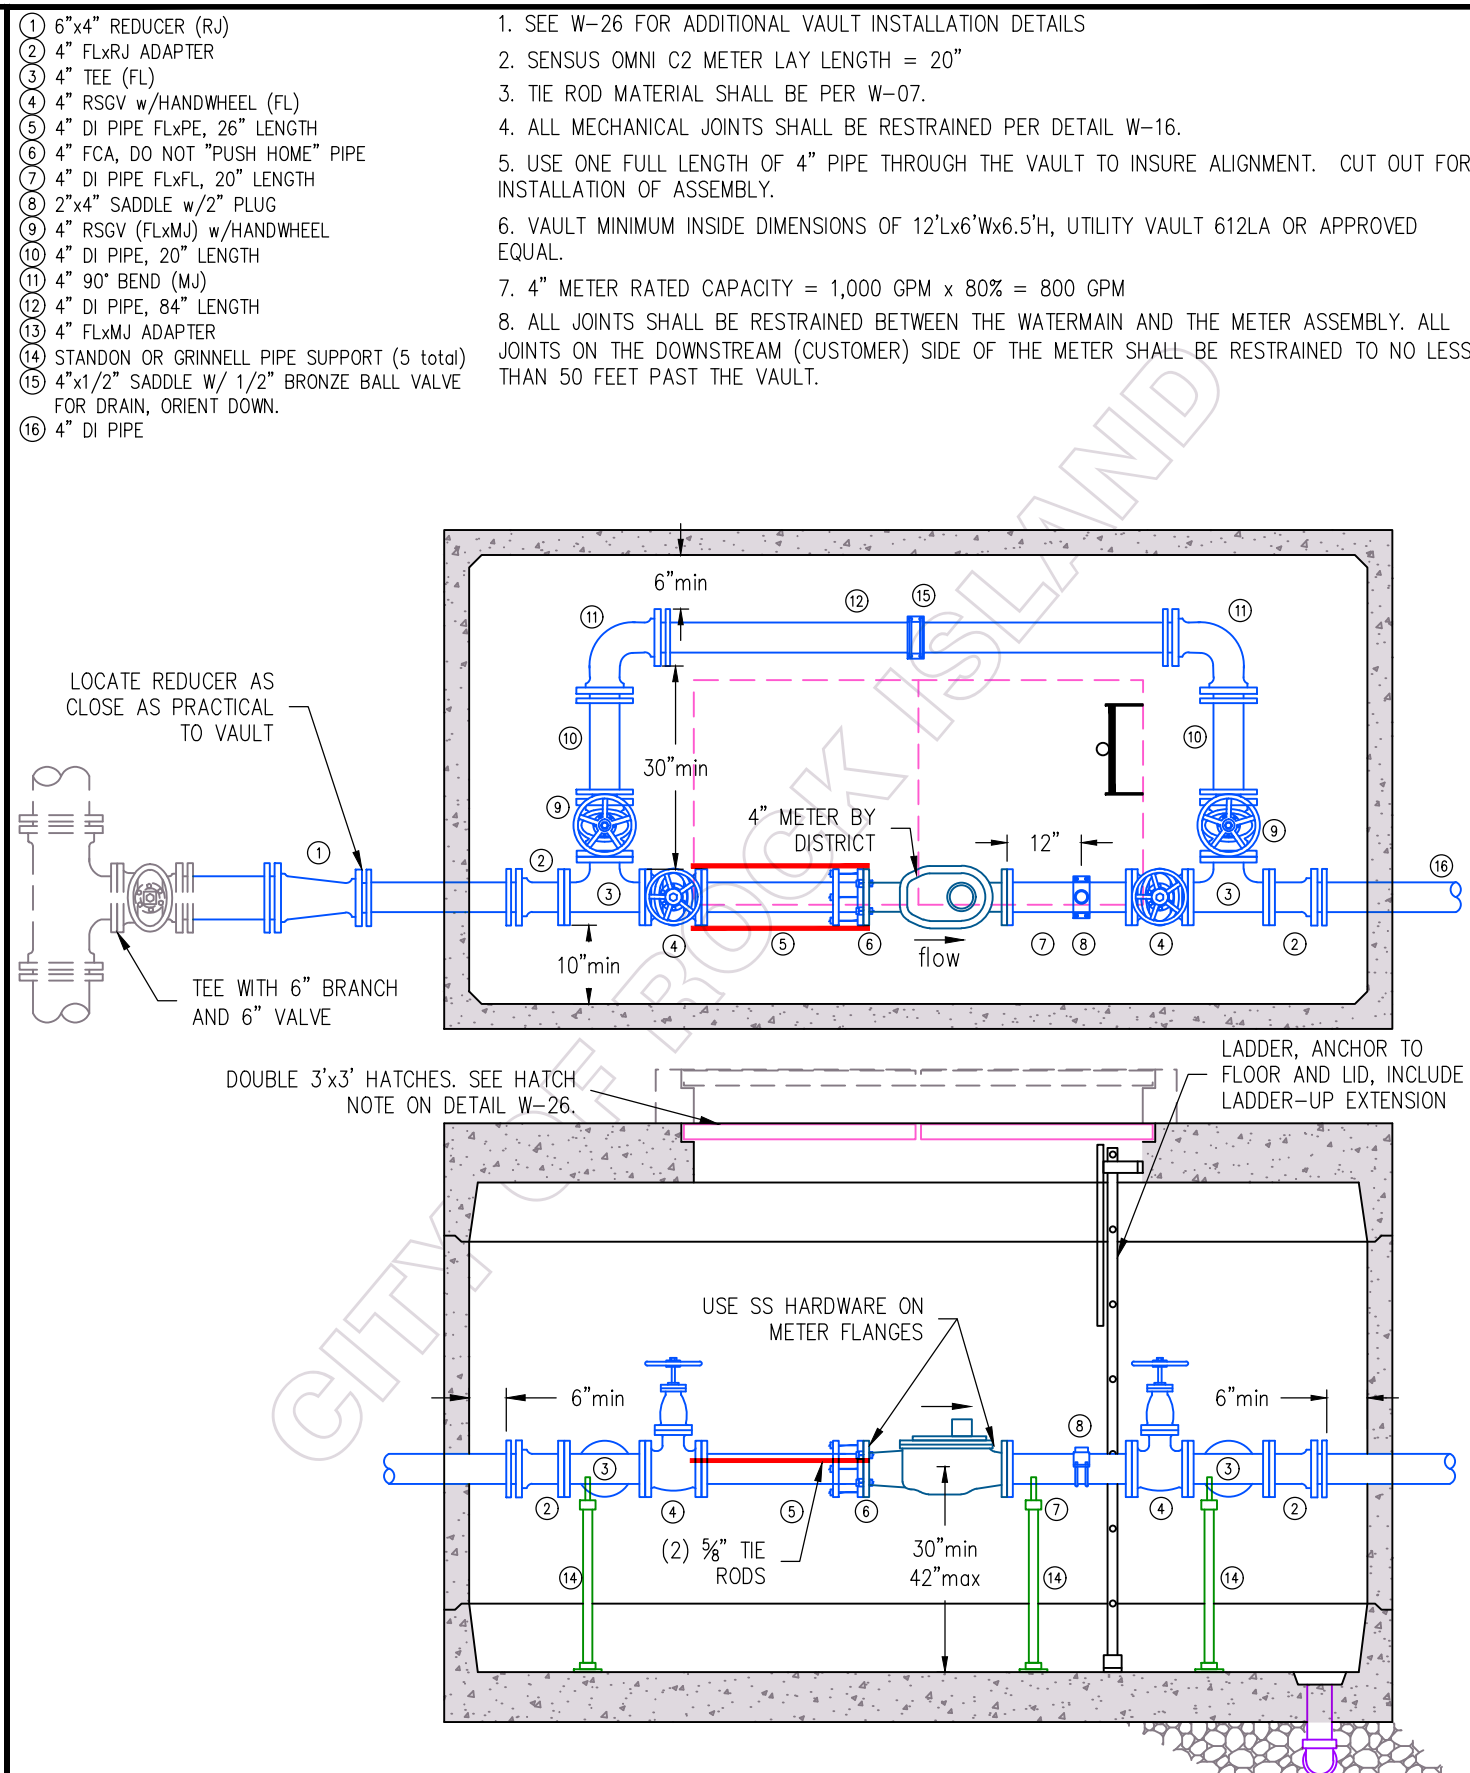 1 6"x4" REDUCER (RJ)
2 4" FLxRJ ADAPTER
3 4" TEE (FL)
4 4" RSGV w/HANDWHEEL (FL)
5 4" DI PIPE FLxPE, 26" LENGTH
6 4" FCA, DO NOT "PUSH HOME" PIPE
7 4" DI PIPE FLxFL, 20" LENGTH
8 2"x4" SADDLE w/2" PLUG
9 4" RSGV (FLxMJ) w/HANDWHEEL
10 4" DI PIPE, 20" LENGTH
11 4" 90° BEND (MJ)
12 4" DI PIPE, 84" LENGTH
13 4" FLxMJ ADAPTER
14 STANDON OR GRINNELL PIPE SUPPORT (5 total)
15 4"x1/2" SADDLE W/ 1/2" BRONZE BALL VALVE
FOR DRAIN, ORIENT DOWN.
16 4" DI PIPE
1. SEE W-26 FOR ADDITIONAL VAULT INSTALLATION DETAILS
2. SENSUS OMNI C2 METER LAY LENGTH = 20"
3. TIE ROD MATERIAL SHALL BE PER W-07.
4. ALL MECHANICAL JOINTS SHALL BE RESTRAINED PER DETAIL W-16.
5. USE ONE FULL LENGTH OF 4" PIPE THROUGH THE VAULT TO INSURE ALIGNMENT. CUT OUT FOR
INSTALLATION OF ASSEMBLY.
6. VAULT MINIMUM INSIDE DIMENSIONS OF 12'Lx6'Wx6.5'H, UTILITY VAULT 612LA OR APPROVED
EQUAL.
7. 4" METER RATED CAPACITY = 1,000 GPM x 80% = 800 GPM
8. ALL JOINTS SHALL BE RESTRAINED BETWEEN THE WATERMAIN AND THE METER ASSEMBLY. ALL
JOINTS ON THE DOWNSTREAM (CUSTOMER) SIDE OF THE METER SHALL BE RESTRAINED TO NO LESS
THAN 50 FEET PAST THE VAULT.
CITY OF ROCK ISLAND
6"min
11
12
15
11
LOCATE REDUCER AS
CLOSE AS PRACTICAL
TO VAULT
10
10
30"min
9
4" METER BY
DISTRICT
12"
9
1
2
3
3
16
4
5
6
flow
7
8
4
2
10"min
TEE WITH 6" BRANCH
AND 6" VALVE
DOUBLE 3'x3' HATCHES. SEE HATCH
NOTE ON DETAIL W-26.
LADDER, ANCHOR TO
FLOOR AND LID, INCLUDE
LADDER-UP EXTENSION
USE SS HARDWARE ON
METER FLANGES
6"min
6"min
8
3
3
2
4
5
6
7
4
2
(2) 5/8" TIE
RODS
30"min
42"max
14
14
14